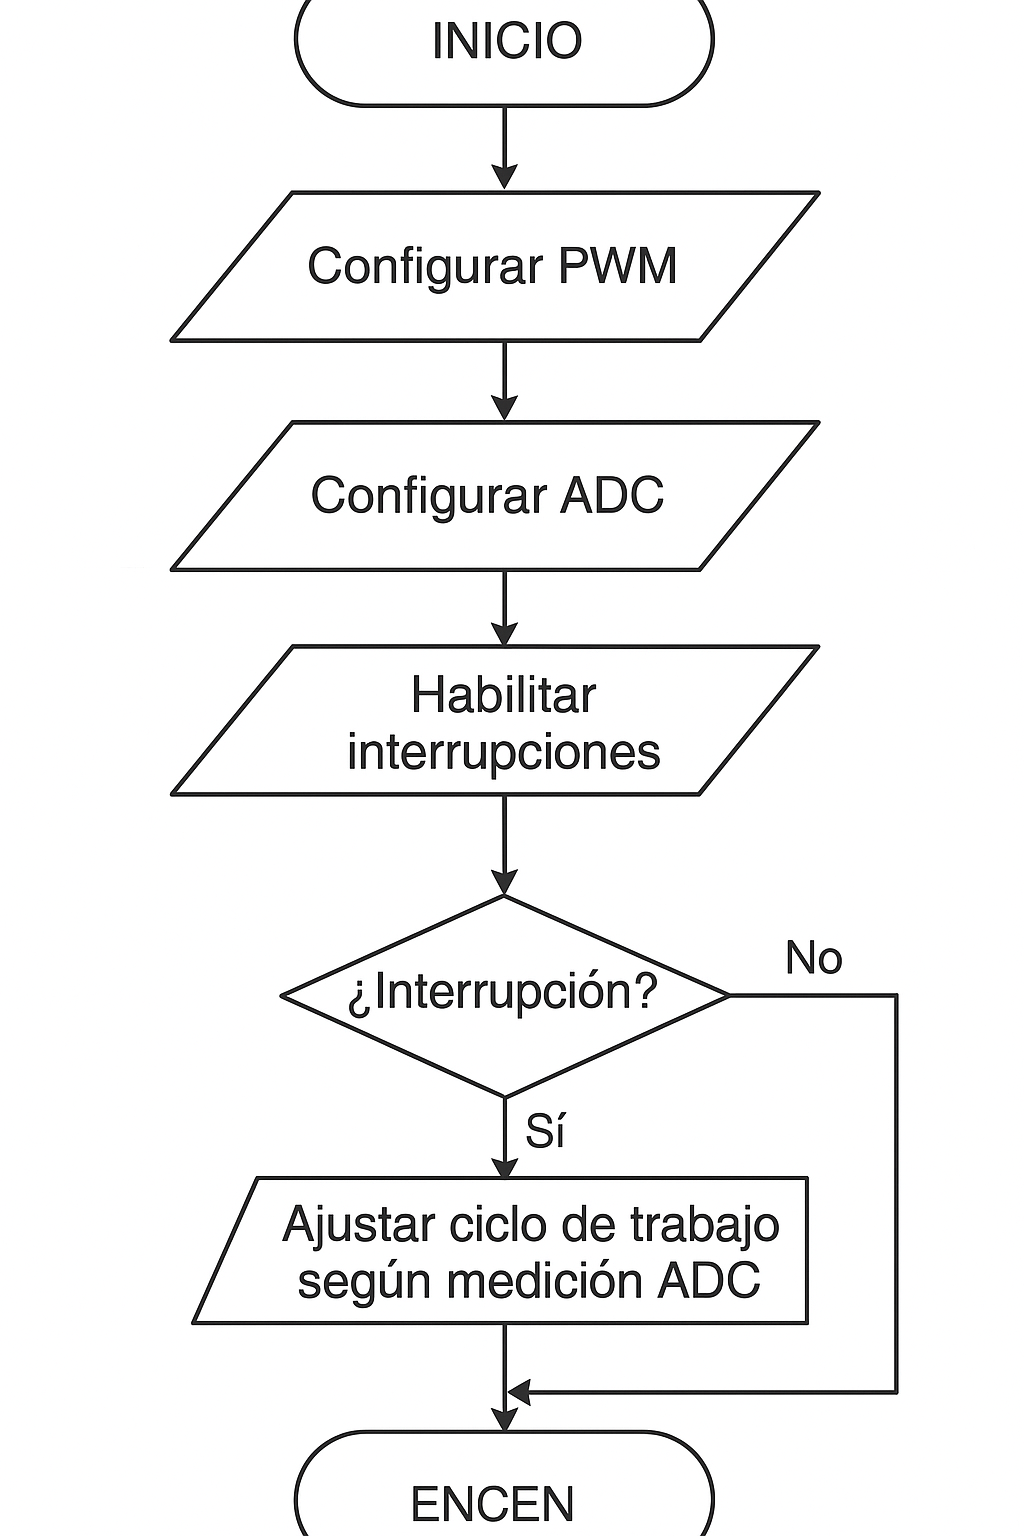 INICIO
Configurar PWM
Configurar ADC
Habilitar
interrupciones
¿Interrupción?
No
Sí
Ajustar ciclo de trabajo
según medición ADC
ENCEN